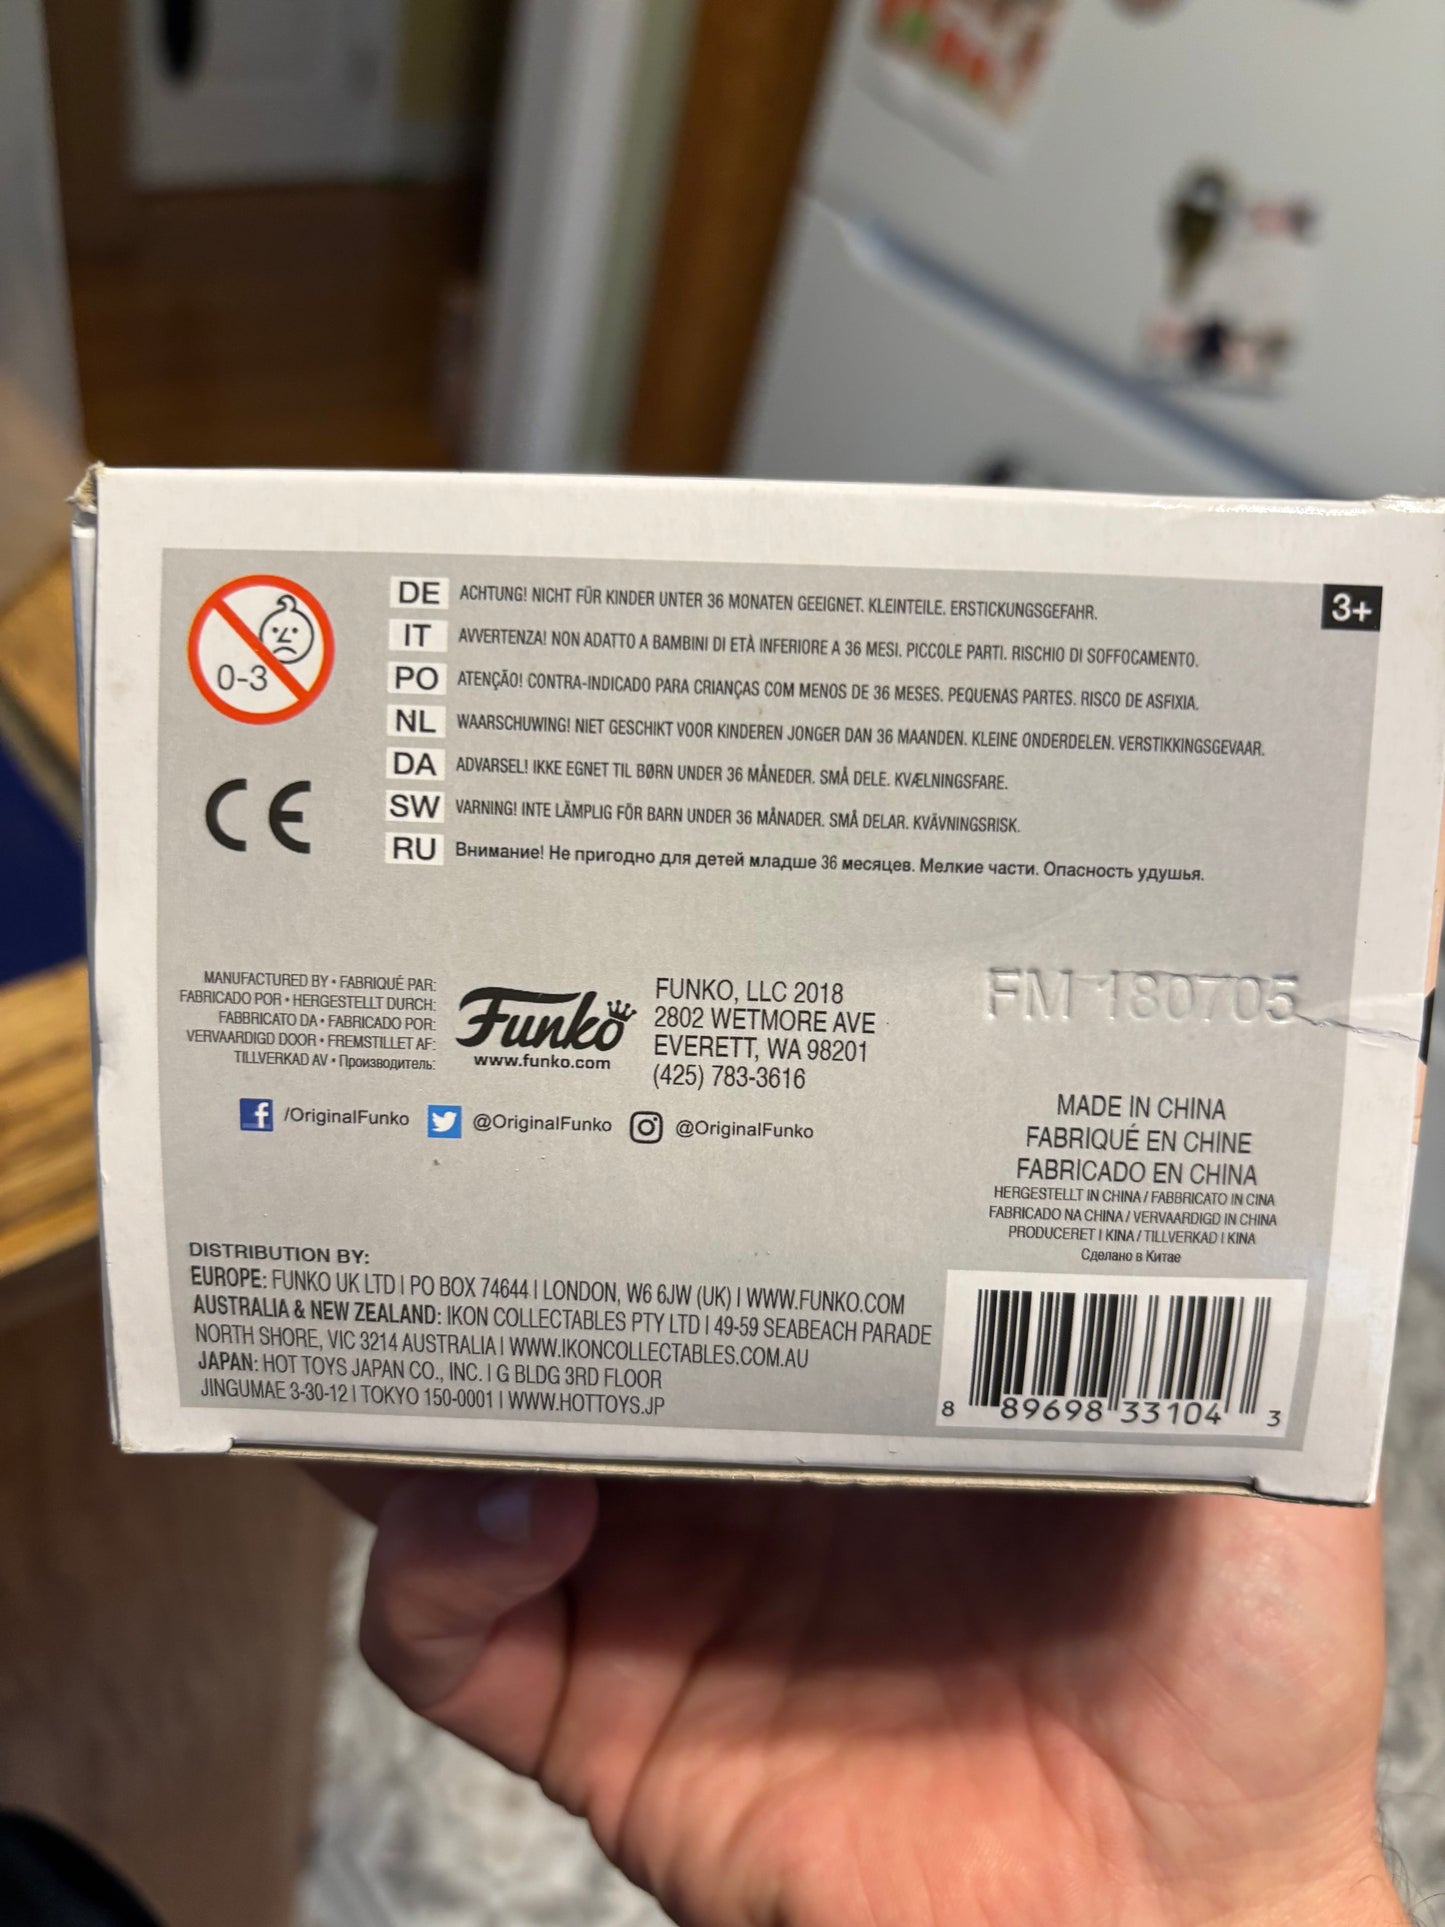 0-3
DE ACHTUNG! NICHT FÜR KINDER UNTER 36 MONATEN GEEIGNET. KLEINTEILE. ERSTICKUNGSGEFAHR.
3+
IT AVVERTENZA! NON ADATTO A BAMBINI DI ETÀ INFERIORE A 36 MESI. PICCOLE PARTI. RISCHIO DI SOFFOCAMENTO.
PO ATENÇÃO! CONTRA-INDICADO PARA CRIANÇAS COM MENOS DE 36 MESES. PEQUENAS PARTES. RISCO DE ASFIXIA.
NL WAARSCHUWING! NIET GESCHIKT VOOR KINDEREN JONGER DAN 36 MAANDEN. KLEINE ONDERDELEN. VERSTIKKINGSGEVAAR.
DA ADVARSEL! IKKE EGNET TIL BØRN UNDER 36 MÅNEDER. SMÅ DELE. KVÆLNINGSFARE.
SW VARNING! INTE LÄMPLIG FÖR BARN UNDER 36 MÅNADER. SMÅ DELAR. KVÄVNINGSRISK.
RU Внимание! Не пригодно для детей младше 36 месяцев. Мелкие части. Опасность удушья.
CE
MANUFACTURED BY • FABRIQUÉ PAR:
FABRICADO POR • HERGESTELLT DURCH:
FABBRICATO DA • FABRICADO POR:
VERVAARDIGD DOOR • FREMSTILLET AF:
TILLVERKAD AV • Производитель:
Funko
www.funko.com
FUNKO, LLC 2018
2802 WETMORE AVE
EVERETT, WA 98201
(425) 783-3616
FM 180705
/OriginalFunko @OriginalFunko @OriginalFunko
MADE IN CHINA
FABRIQUÉ EN CHINE
FABRICADO EN CHINA
HERGESTELLT IN CHINA / FABBRICATO IN CINA
FABRICADO NA CHINA / VERVAARDIGD IN CHINA
PRODUCERET I KINA / TILLVERKAD I KINA
Сделано в Китае
DISTRIBUTION BY:
EUROPE: FUNKO UK LTD | PO BOX 74644 | LONDON, W6 6JW (UK) | WWW.FUNKO.COM
AUSTRALIA & NEW ZEALAND: IKON COLLECTABLES PTY LTD | 49-59 SEABEACH PARADE
NORTH SHORE, VIC 3214 AUSTRALIA | WWW.IKONCOLLECTABLES.COM.AU
JAPAN: HOT TOYS JAPAN CO., INC. | G BLDG 3RD FLOOR
JINGUMAE 3-30-12 | TOKYO 150-0001 | WWW.HOTTOYS.JP
8 89698 33104 3